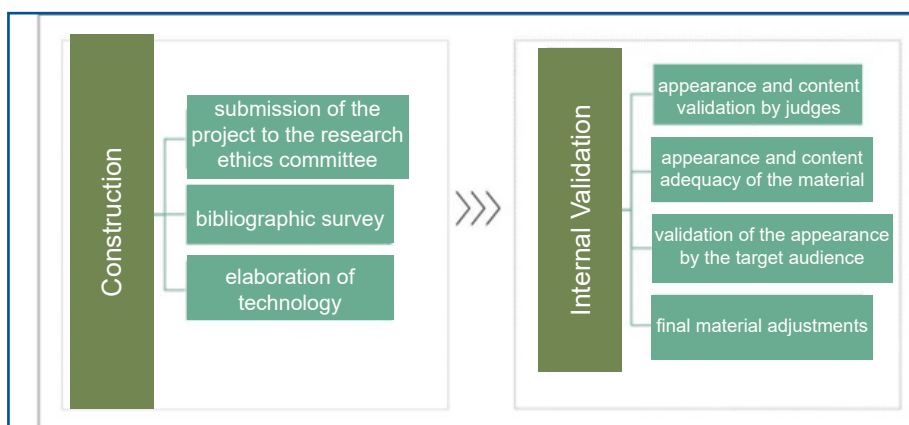 Construction
submission of the
project to the research
ethics committee
bibliographic survey
elaboration of
technology
Internal Validation
appearance and content
validation by judges
appearance and content
adequacy of the material
validation of the appearance
by the target audience
final material adjustments